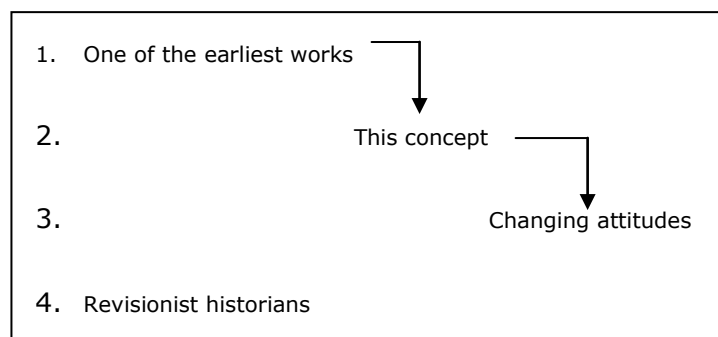 1. One of the earliest works
2. This concept
3. Changing attitudes
4. Revisionist historians